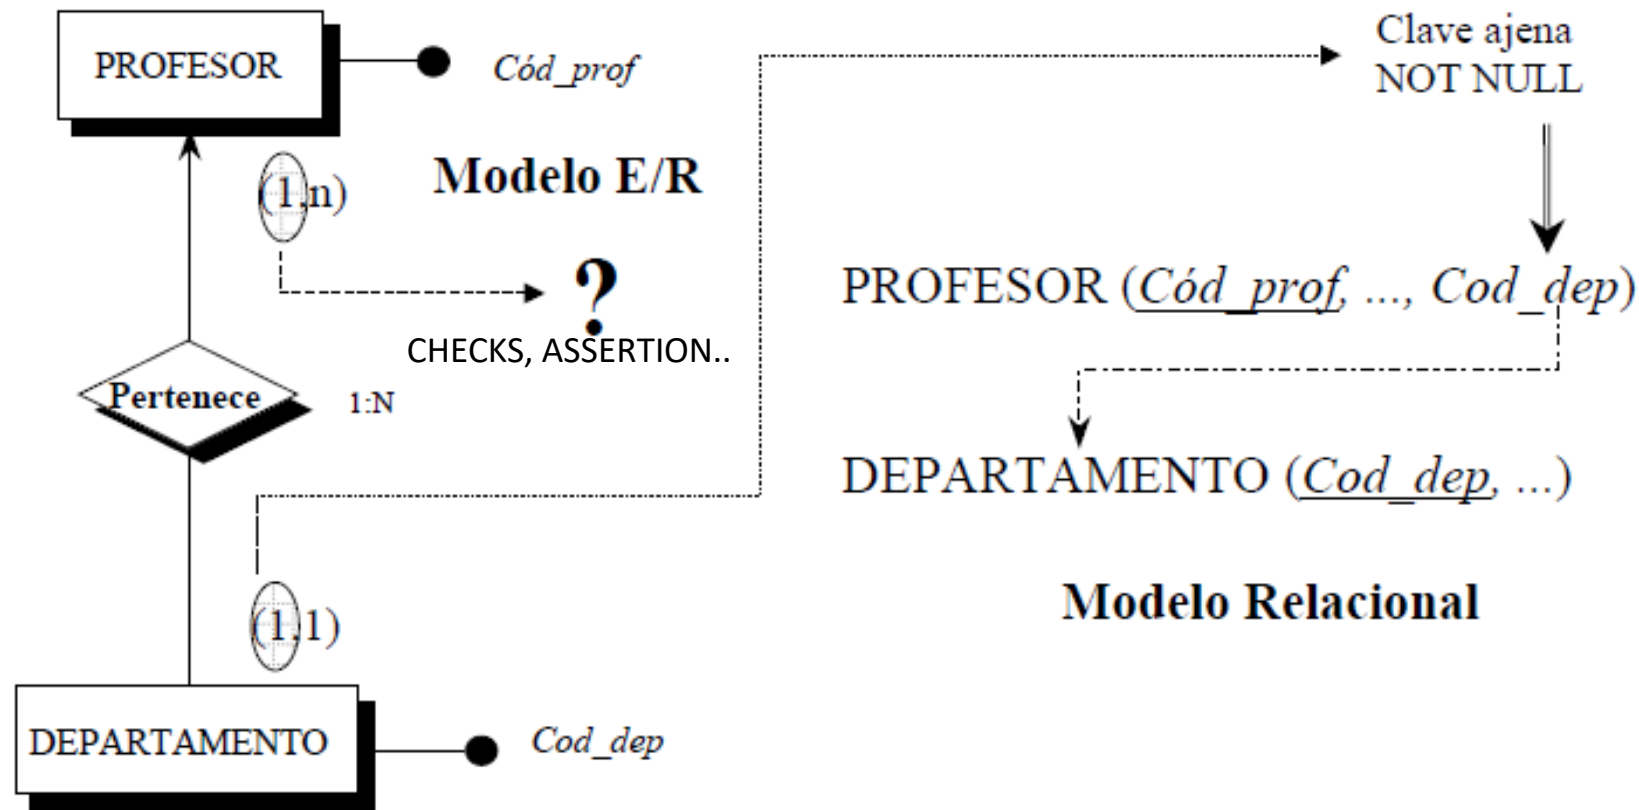 PROFESOR
Cód_prof
Clave ajena
NOT NULL
(1,n)
Modelo E/R
?
CHECKS, ASSERTION..
PROFESOR (Cód_prof, ..., Cod_dep)
Pertenece
1:N
DEPARTAMENTO (Cod_dep, ...)
(1,1)
Modelo Relacional
DEPARTAMENTO
Cod_dep